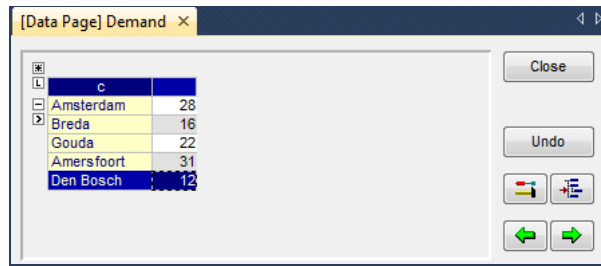 [Data Page] Demand ×
Close
L
c
Amsterdam 28
Breda 16
Gouda 22
Undo
Amersfoort 31
Den Bosch 12